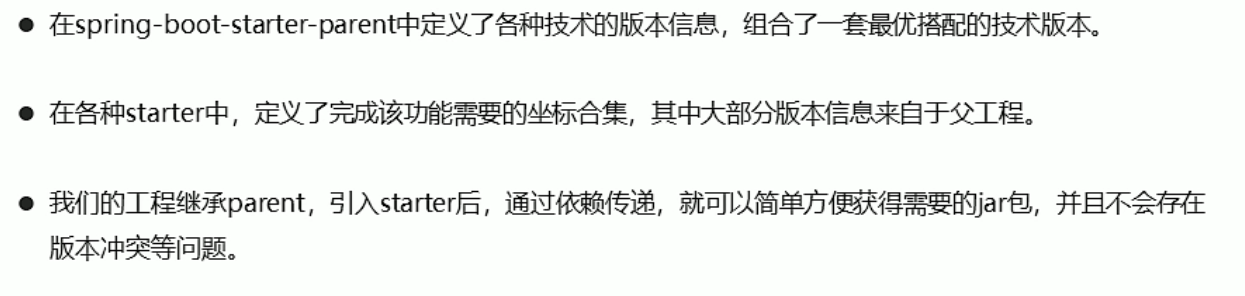 ● 在spring-boot-starter-parent中定义了各种技术的版本信息，组合了一套最优搭配的技术版本。
● 在各种starter中，定义了完成该功能需要的坐标合集，其中大部分版本信息来自于父工程。
● 我们的工程继承parent，引入starter后，通过依赖传递，就可以简单方便获得需要的jar包，并且不会存在
版本冲突等问题。